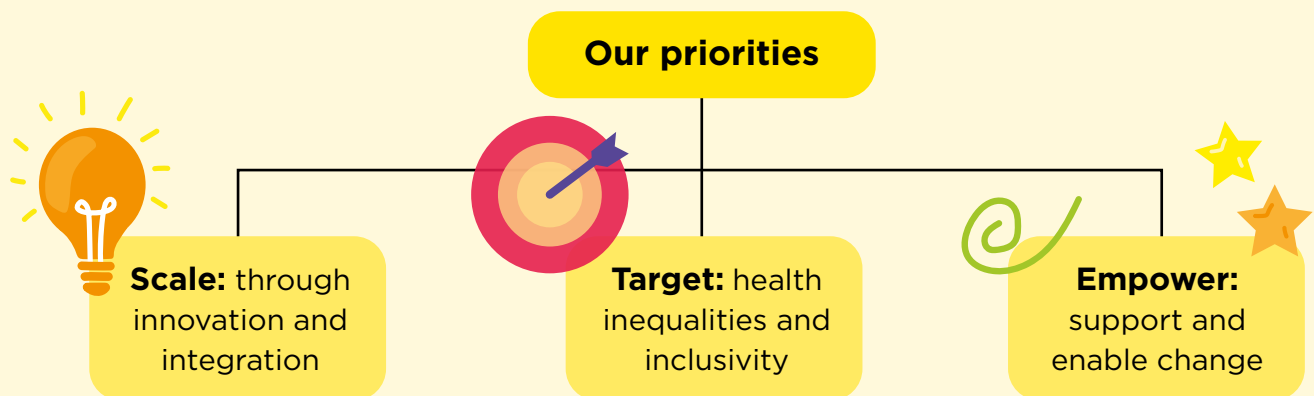 Our priorities
Scale: through
innovation and
integration
Target: health
inequalities and
inclusivity
Empower:
support and
enable change